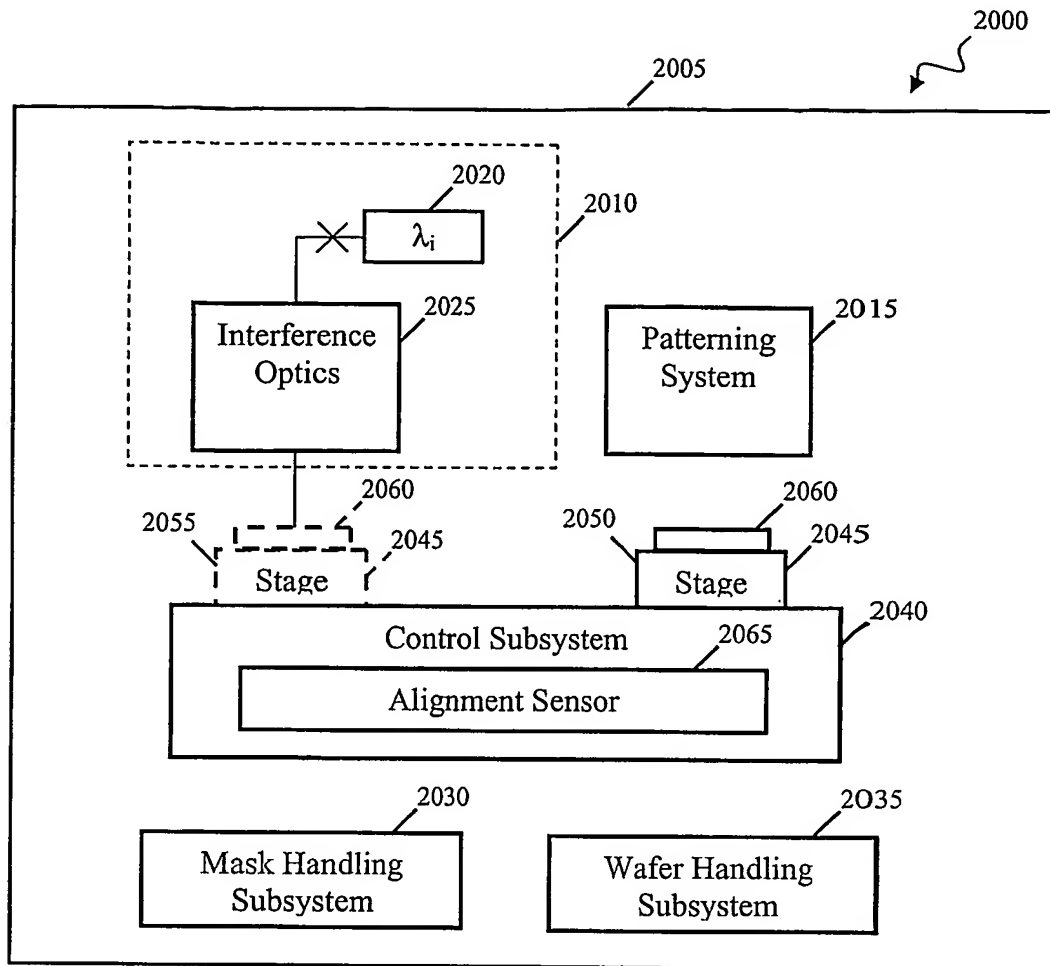 2000
2005
2020
2010
λi
2025
2015
Interference
Optics
Patterning
System
2060
2060
2055
2050
2045
2045
Stage
Stage
2040
Control Subsystem
2065
Alignment Sensor
2030
2035
Mask Handling
Subsystem
Wafer Handling
Subsystem